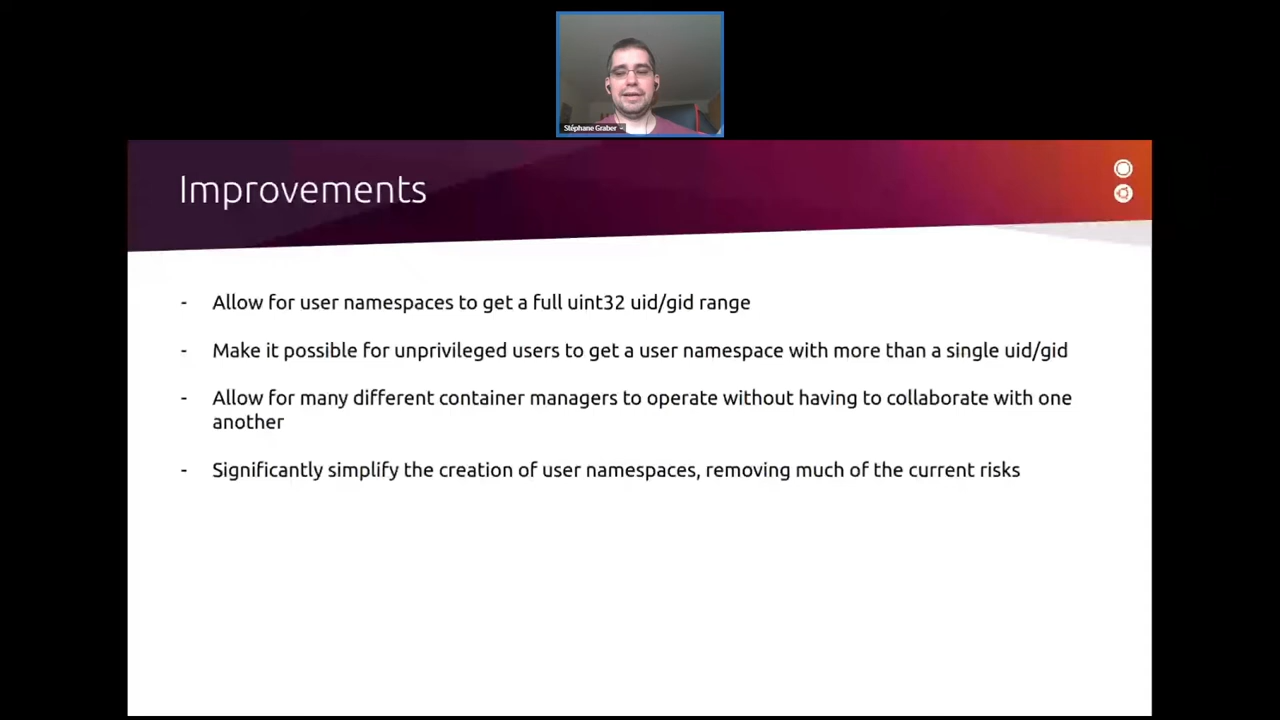 Stéphane Graber
Improvements
- Allow for user namespaces to get a full uint32 uid/gid range
- Make it possible for unprivileged users to get a user namespace with more than a single uid/gid
- Allow for many different container managers to operate without having to collaborate with one
another
- Significantly simplify the creation of user namespaces, removing much of the current risks